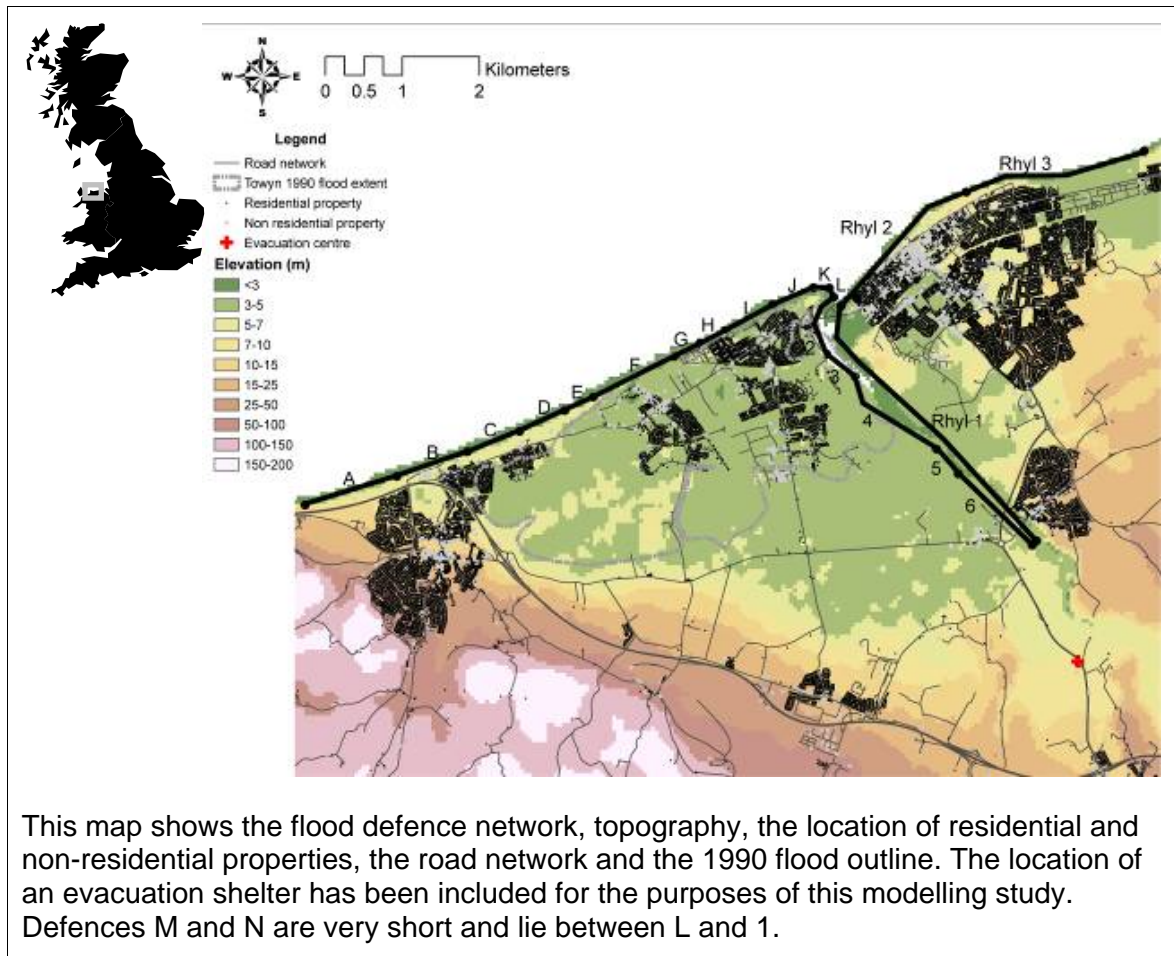 N
W E
S
Kilometers
0 0.5 1 2
Legend
Road network
Towyn 1990 flood extent
Residential property
Non residential property
Evacuation centre
Elevation (m)
<3
3-5
5-7
7-10
10-15
15-25
25-50
50-100
100-150
150-200
Rhyl 3
Rhyl 2
K
J
L
I
H
G
2
F
3
E
D
4
Rhyl 1
C
B
5
A
6
This map shows the flood defence network, topography, the location of residential and
non-residential properties, the road network and the 1990 flood outline. The location of
an evacuation shelter has been included for the purposes of this modelling study.
Defences M and N are very short and lie between L and 1.